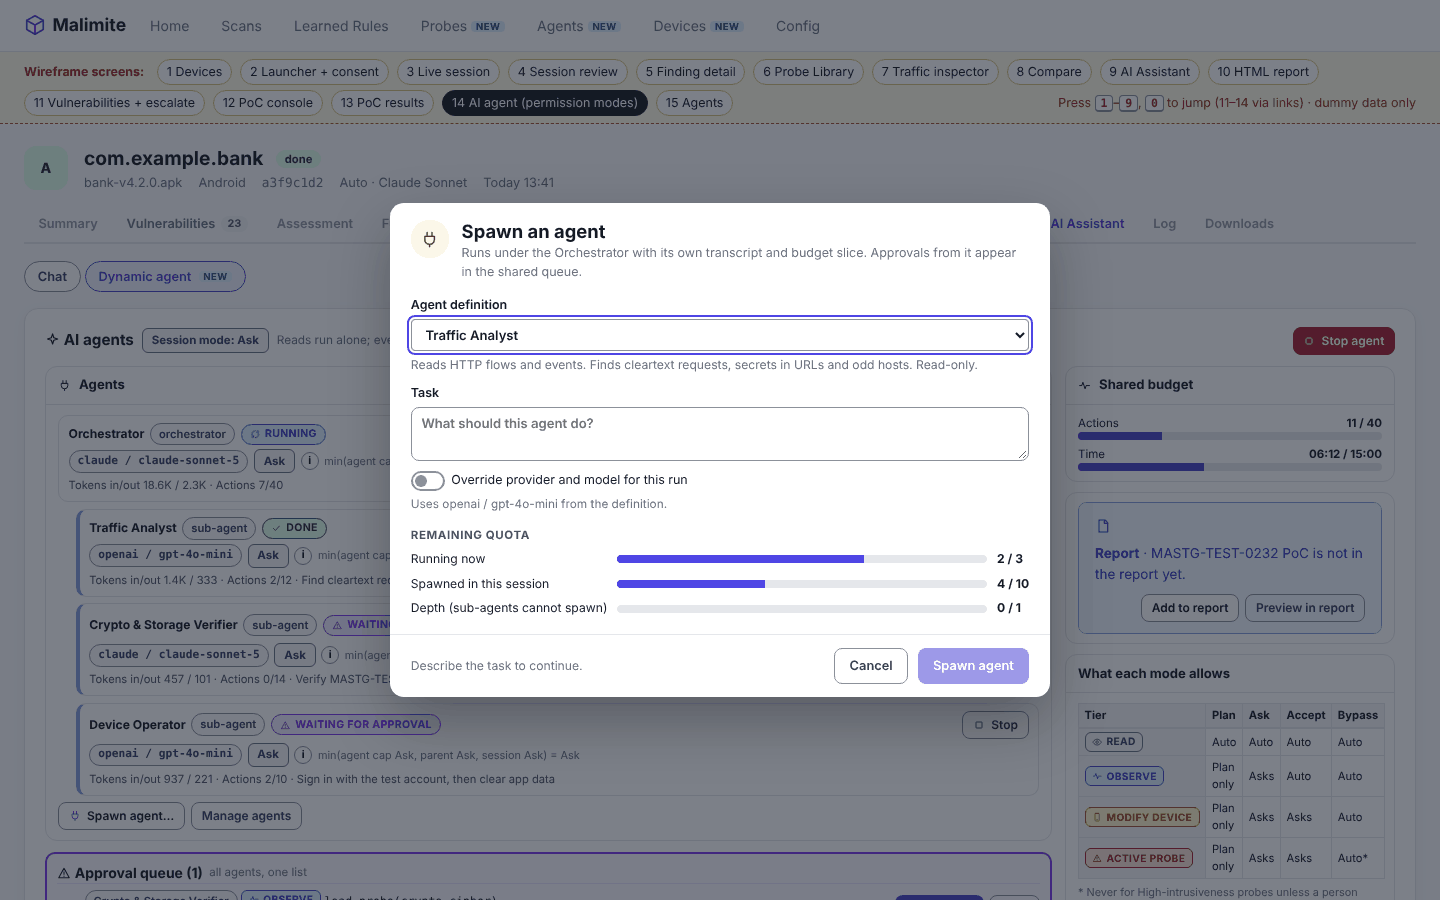 Malimite Home Scans Learned Rules Probes NEW Agents NEW Devices NEW Config
Wireframe screens: 1 Devices 2 Launcher + consent 3 Live session 4 Session review 5 Finding detail 6 Probe Library 7 Traffic inspector 8 Compare 9 AI Assistant 10 HTML report
11 Vulnerabilities + escalate 12 PoC console 13 PoC results 14 AI agent (permission modes) 15 Agents Press 1–9, 0 to jump (11–14 via links) · dummy data only
A
com.example.bank done
bank-v4.2.0.apk Android a3f9c1d2 Auto · Claude Sonnet Today 13:41
Summary Vulnerabilities 23 Assessment F AI Assistant Log Downloads
Chat Dynamic agent NEW
Spawn an agent
Runs under the Orchestrator with its own transcript and budget slice. Approvals from it appear
in the shared queue.
Agent definition
Traffic Analyst
Reads HTTP flows and events. Finds cleartext requests, secrets in URLs and odd hosts. Read-only.
Task
What should this agent do?
Override provider and model for this run
Uses openai / gpt-4o-mini from the definition.
REMAINING QUOTA
Running now 2 / 3
Spawned in this session 4 / 10
Depth (sub-agents cannot spawn) 0 / 1
Describe the task to continue. Cancel Spawn agent
AI agents Session mode: Ask Reads run alone; eve
Stop agent
Agents
Orchestrator orchestrator RUNNING
claude / claude-sonnet-5 Ask i min(agent ca
Tokens in/out 18.6K / 2.3K · Actions 7/40
Traffic Analyst sub-agent DONE
openai / gpt-4o-mini Ask i min(agent cap
Tokens in/out 1.4K / 333 · Actions 2/12 · Find cleartext rec
Crypto & Storage Verifier sub-agent WAITIN
claude / claude-sonnet-5 Ask i min(ager
Tokens in/out 457 / 101 · Actions 0/14 · Verify MASTG-TES
Device Operator sub-agent WAITING FOR APPROVAL Stop
openai / gpt-4o-mini Ask i min(agent cap Ask, parent Ask, session Ask) = Ask
Tokens in/out 937 / 221 · Actions 2/10 · Sign in with the test account, then clear app data
Spawn agent... Manage agents
Approval queue (1) all agents, one list
Crypto & Storage Verifier OBSERVE load_probe(crypto_cipher)
Shared budget
Actions 11 / 40
Time 06:12 / 15:00
Report · MASTG-TEST-0232 PoC is not in
the report yet.
Add to report Preview in report
What each mode allows
Tier Plan Ask Accept Bypass
READ Auto Auto Auto Auto
OBSERVE Plan only Asks Auto Auto
MODIFY DEVICE Plan only Asks Asks Auto
ACTIVE PROBE Plan only Asks Asks Auto*
* Never for High-intrusiveness probes unless a person